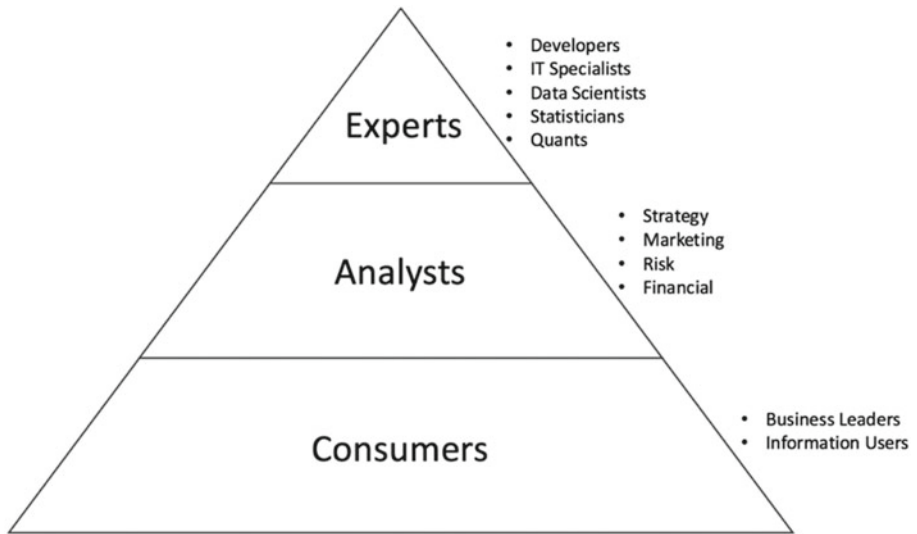 • Developers
• IT Specialists
• Data Scientists
• Statisticians
• Quants
Experts
• Strategy
• Marketing
• Risk
• Financial
Analysts
• Business Leaders
• Information Users
Consumers